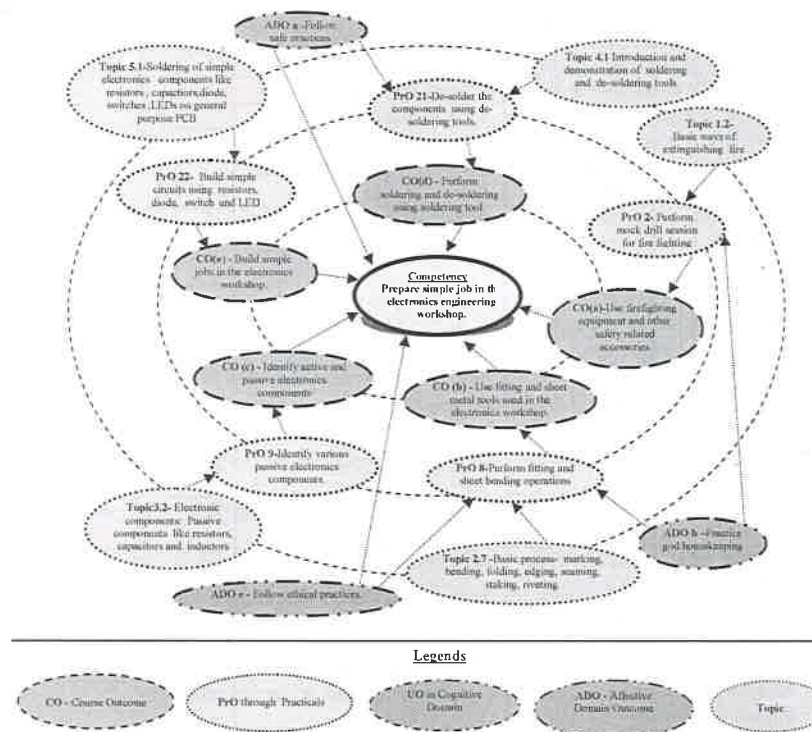 ADO a -Follow
safe practices
Topic 5.1-Soldering of simple
electronics components like
resistors, capactiors,diode,
switches ,LEDs on general
purpose PCB
Topic 4.1 Introduction and
demonstration of soldering
and de-soldering tools
PrO 21-De-solder the
components using de-
soldering tools.
Topic 1.2-
Basic ways of
extinguishing fire
PrO 22- Build simple
circuits using resistors,
diode, switch and LED
CO(d) - Perform
soldering and de-soldering
using soldering tool
PrO 2- Perform
mock drill session
for fire fighting
CO(e) - Build simple
jobs in the electronics
workshop.
Competency
Prepare simple job in th
electronics engineering
workshop.
CO(a)-Use firefighting
equipment and other
safety related
accessories.
CO (c) - Identify active and
passive electronics
components
CO (b) - Use fitting and sheet
metal tools used in the
electronics workshop.
PrO 9-Identify various
passive electronics
components.
PrO 8-Perform fitting and
sheet bending operations
Topic3.2- Electronic
components: Passive
components like resistors,
capacitors and inductors
ADO b -Practice
god housekeeping
Topic 2.7 -Basic process- marking,
bending, folding, edging, seaming,
staking, riveting.
- Follow ethical practices.
Legends
CO - Course Outcome
PrO through Practicals
UO in Cognitive
Domain
ADO - Affective
Domain Outcome
Topic